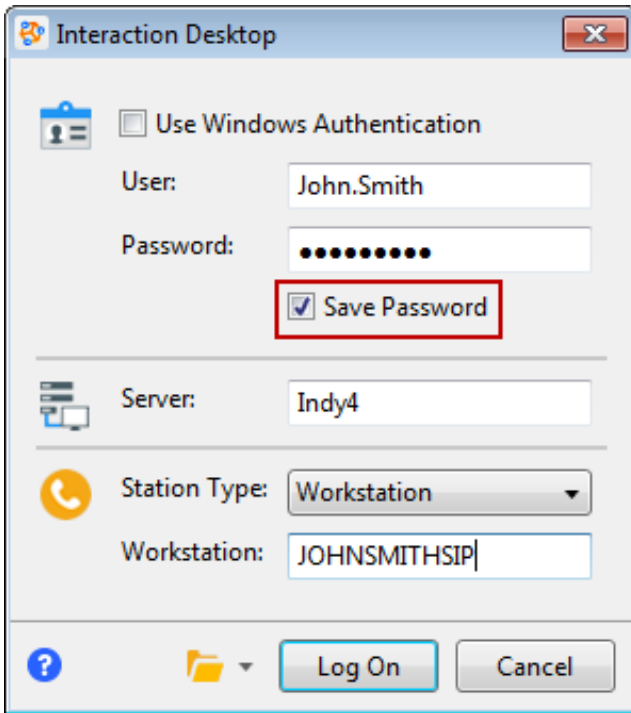 Interaction Desktop
Use Windows Authentication
User: John.Smith
Password: •••••••••
Save Password
Server: Indy4
Station Type: Workstation
Workstation: JOHNSMITHSIP
? Log On Cancel